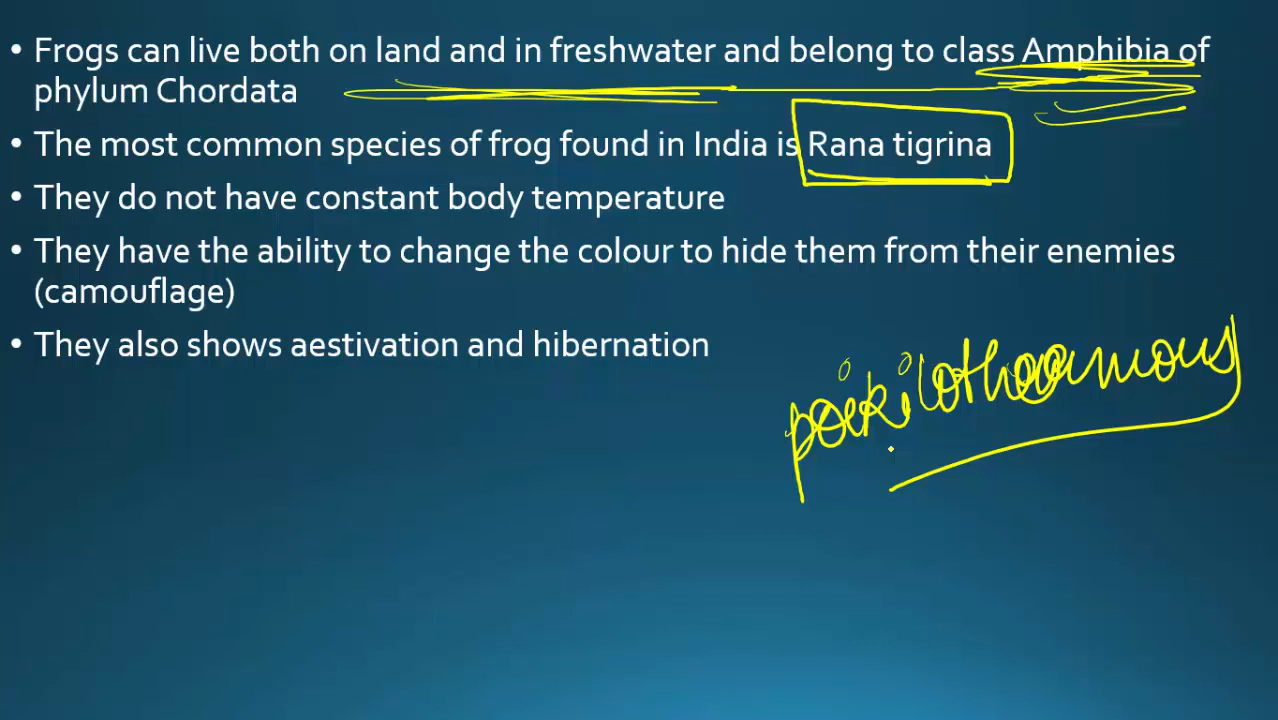 • Frogs can live both on land and in freshwater and belong to class Amphibia of
phylum Chordata
• The most common species of frog found in India is Rana tigrina
• They do not have constant body temperature
• They have the ability to change the colour to hide them from their enemies
(camouflage)
• They also shows aestivation and hibernation
poikilothermous